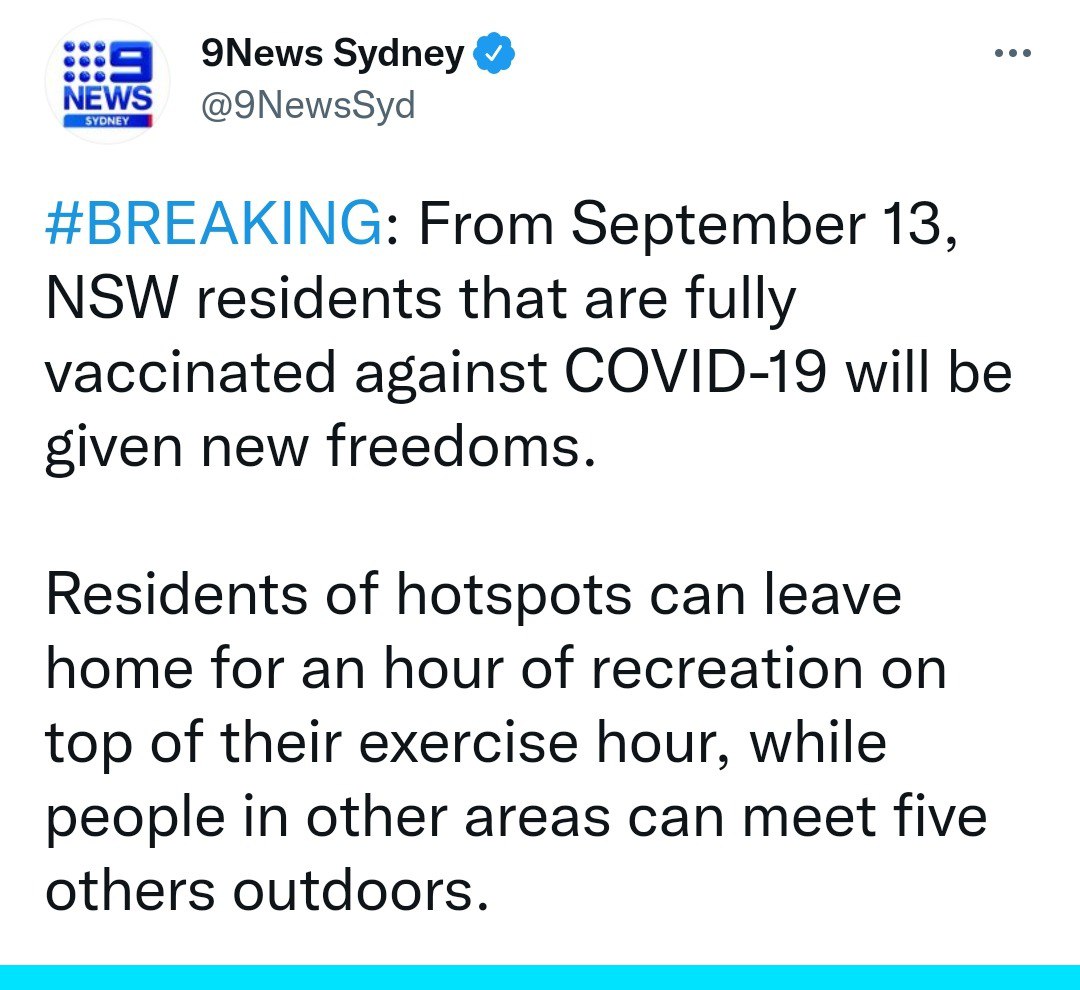 9
NEWS
SYDNEY
9News Sydney
@9NewsSyd
#BREAKING: From September 13,
NSW residents that are fully
vaccinated against COVID-19 will be
given new freedoms.
Residents of hotspots can leave
home for an hour of recreation on
top of their exercise hour, while
people in other areas can meet five
others outdoors.